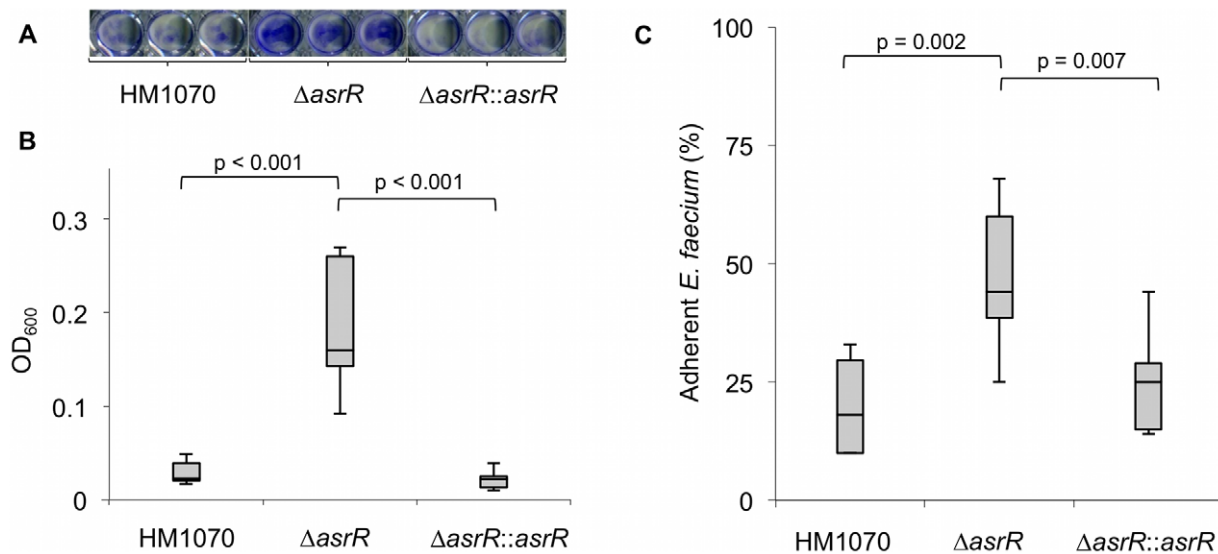 A
HM1070 ΔasrR ΔasrR::asrR
B
p < 0.001
p < 0.001
OD600
0.3
0.2
0.1
0
HM1070 ΔasrR ΔasrR::asrR
C
p = 0.002
p = 0.007
Adherent E. faecium (%)
100
75
50
25
0
HM1070 ΔasrR ΔasrR::asrR